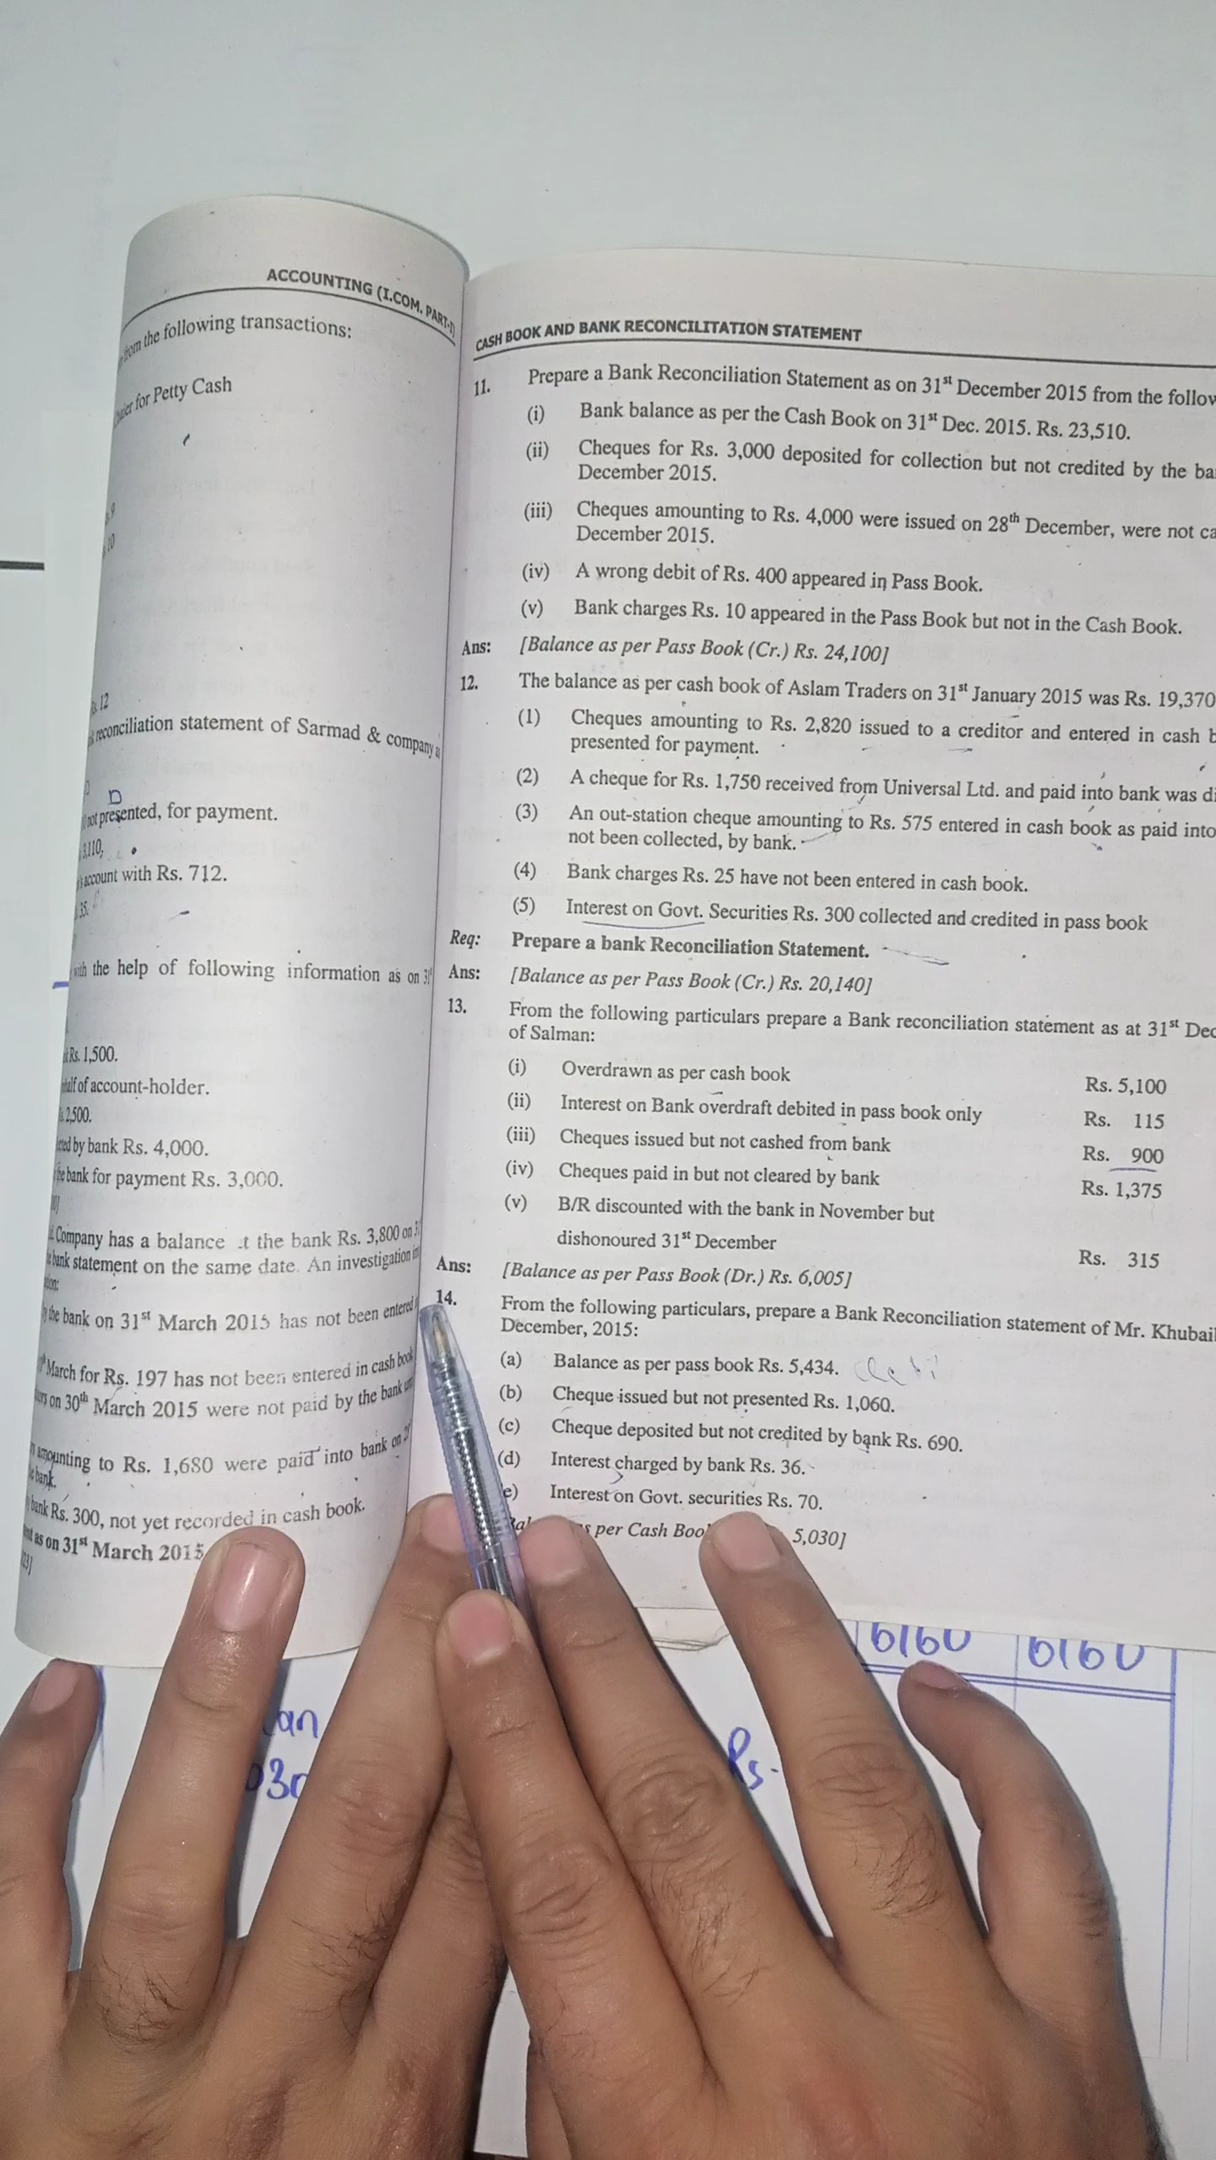 ACCOUNTING (I.COM. PART-I)
from the following transactions:
for Petty Cash
9
10
12
reconciliation statement of Sarmad & company
D
not presented, for payment.
3,110,
account with Rs. 712.
35.
with the help of following information as on
Rs. 1,500.
of account-holder.
2,500.
by bank Rs. 4,000.
the bank for payment Rs. 3,000.
Company has a balance at the bank Rs. 3,800 on
bank statement on the same date. An investigation
the bank on 31st March 2015 has not been entered
March for Rs. 197 has not been entered in cash book
on 30th March 2015 were not paid by the bank
amounting to Rs. 1,680 were paid into bank on
bank.
bank Rs. 300, not yet recorded in cash book.
as on 31st March 2015
CASH BOOK AND BANK RECONCILITATION STATEMENT
11. Prepare a Bank Reconciliation Statement as on 31st December 2015 from the
(i) Bank balance as per the Cash Book on 31st Dec. 2015. Rs. 23,510.
(ii) Cheques for Rs. 3,000 deposited for collection but not credited by the
December 2015.
(iii) Cheques amounting to Rs. 4,000 were issued on 28th December, were not
December 2015.
(iv) A wrong debit of Rs. 400 appeared in Pass Book.
(v) Bank charges Rs. 10 appeared in the Pass Book but not in the Cash Book.
Ans: [Balance as per Pass Book (Cr.) Rs. 24,100]
12. The balance as per cash book of Aslam Traders on 31st January 2015 was Rs. 19,370
(1) Cheques amounting to Rs. 2,820 issued to a creditor and entered in cash
presented for payment.
(2) A cheque for Rs. 1,750 received from Universal Ltd. and paid into bank was
(3) An out-station cheque amounting to Rs. 575 entered in cash book as paid into
not been collected, by bank.
(4) Bank charges Rs. 25 have not been entered in cash book.
(5) Interest on Govt. Securities Rs. 300 collected and credited in pass book
Req: Prepare a bank Reconciliation Statement.
Ans: [Balance as per Pass Book (Cr.) Rs. 20,140]
13. From the following particulars prepare a Bank reconciliation statement as at 31st Dec
of Salman:
(i) Overdrawn as per cash book Rs. 5,100
(ii) Interest on Bank overdraft debited in pass book only Rs. 115
(iii) Cheques issued but not cashed from bank Rs. 900
(iv) Cheques paid in but not cleared by bank Rs. 1,375
(v) B/R discounted with the bank in November but
dishonoured 31st December Rs. 315
Ans: [Balance as per Pass Book (Dr.) Rs. 6,005]
14. From the following particulars, prepare a Bank Reconciliation statement of Mr.
December, 2015:
(a) Balance as per pass book Rs. 5,434.
(b) Cheque issued but not presented Rs. 1,060.
(c) Cheque deposited but not credited by bank Rs. 690.
(d) Interest charged by bank Rs. 36.
e) Interest on Govt. securities Rs. 70.
as per Cash Boo 5,030]
6160 6160
Rs.